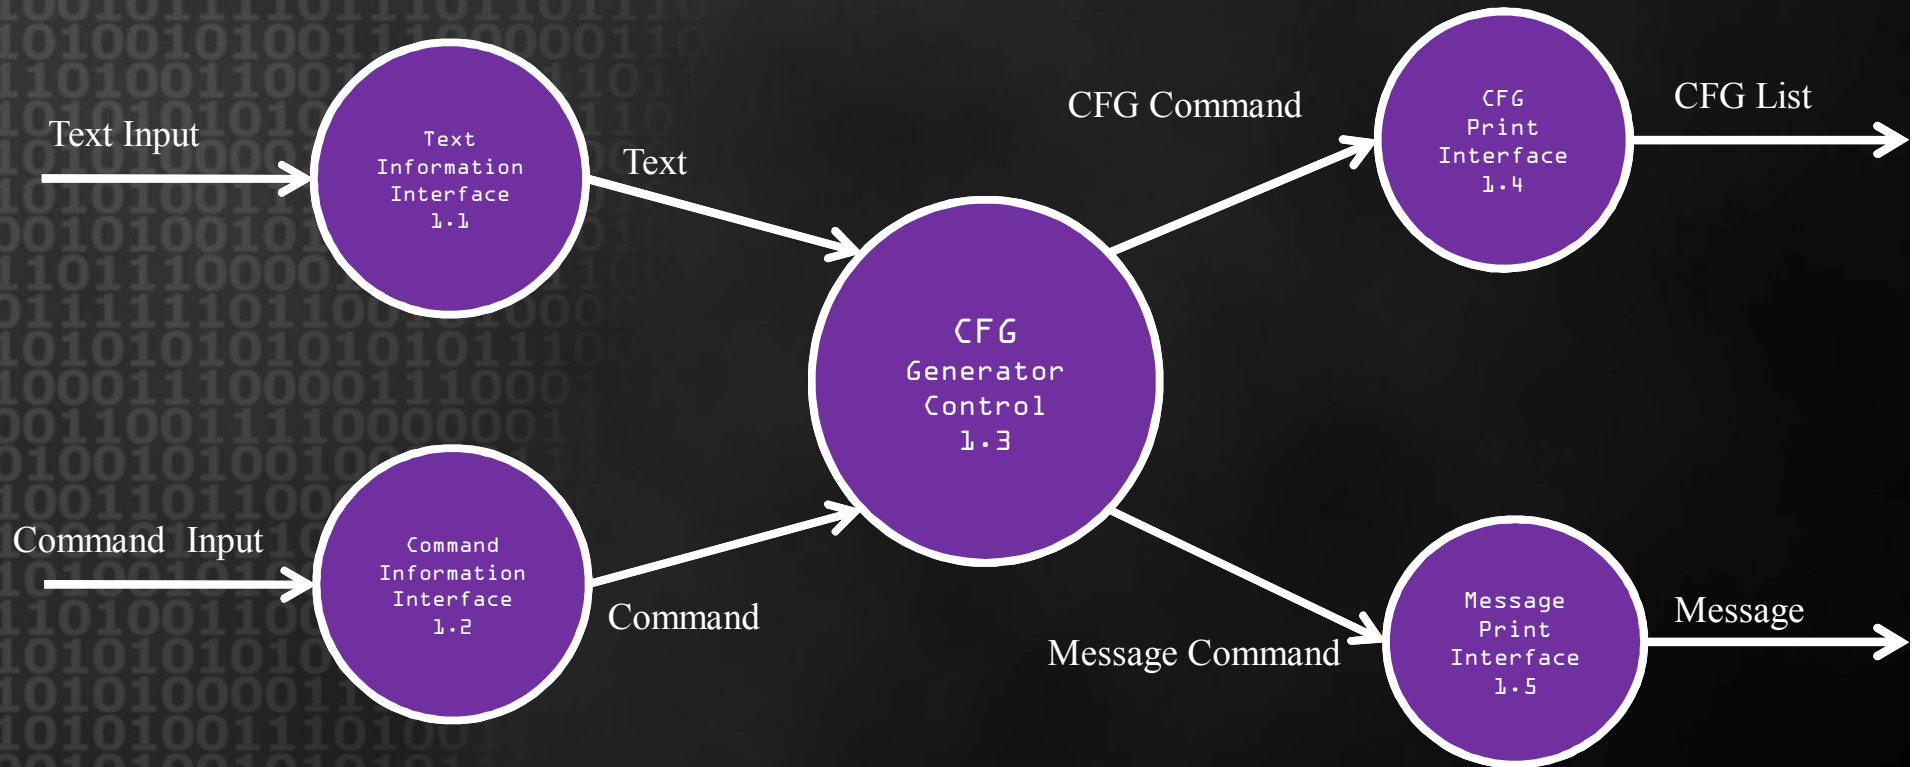 Text Input
Text
Information
Interface
1.1
Text
CFG Command
CFG
Print
Interface
1.4
CFG List
CFG
Generator
Control
1.3
Command  Input
Command
Information
Interface
1.2
Command
Message Command
Message
Print
Interface
1.5
Message